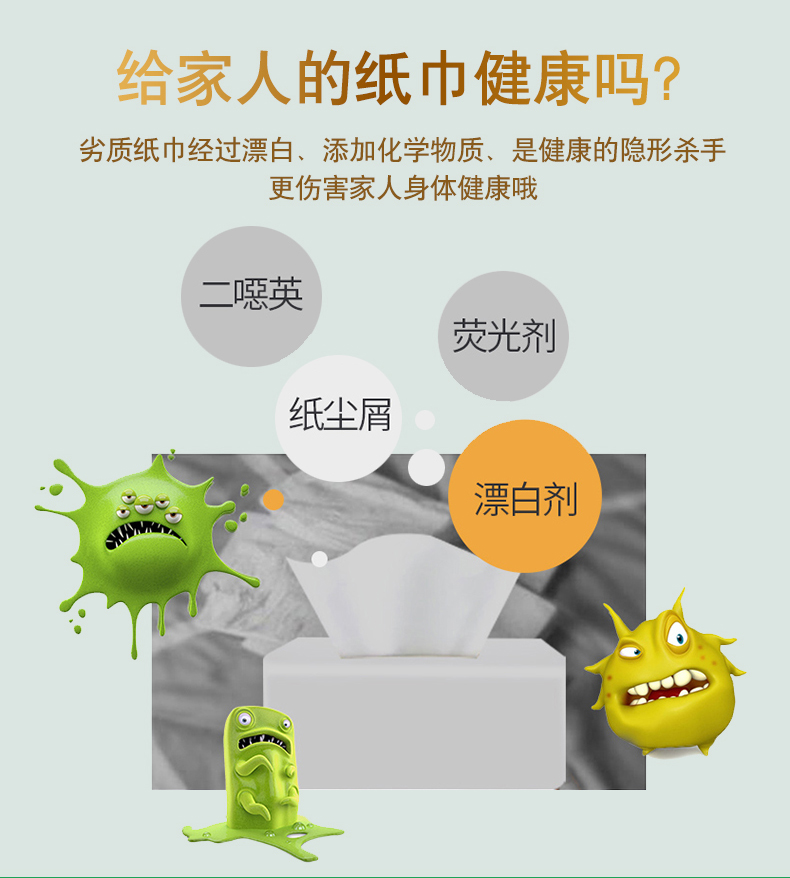 给家人的纸巾健康吗?
劣质纸巾经过漂白、添加化学物质、是健康的隐形杀手
更伤害家人身体健康哦
二噁英
荧光剂
纸尘屑
漂白剂